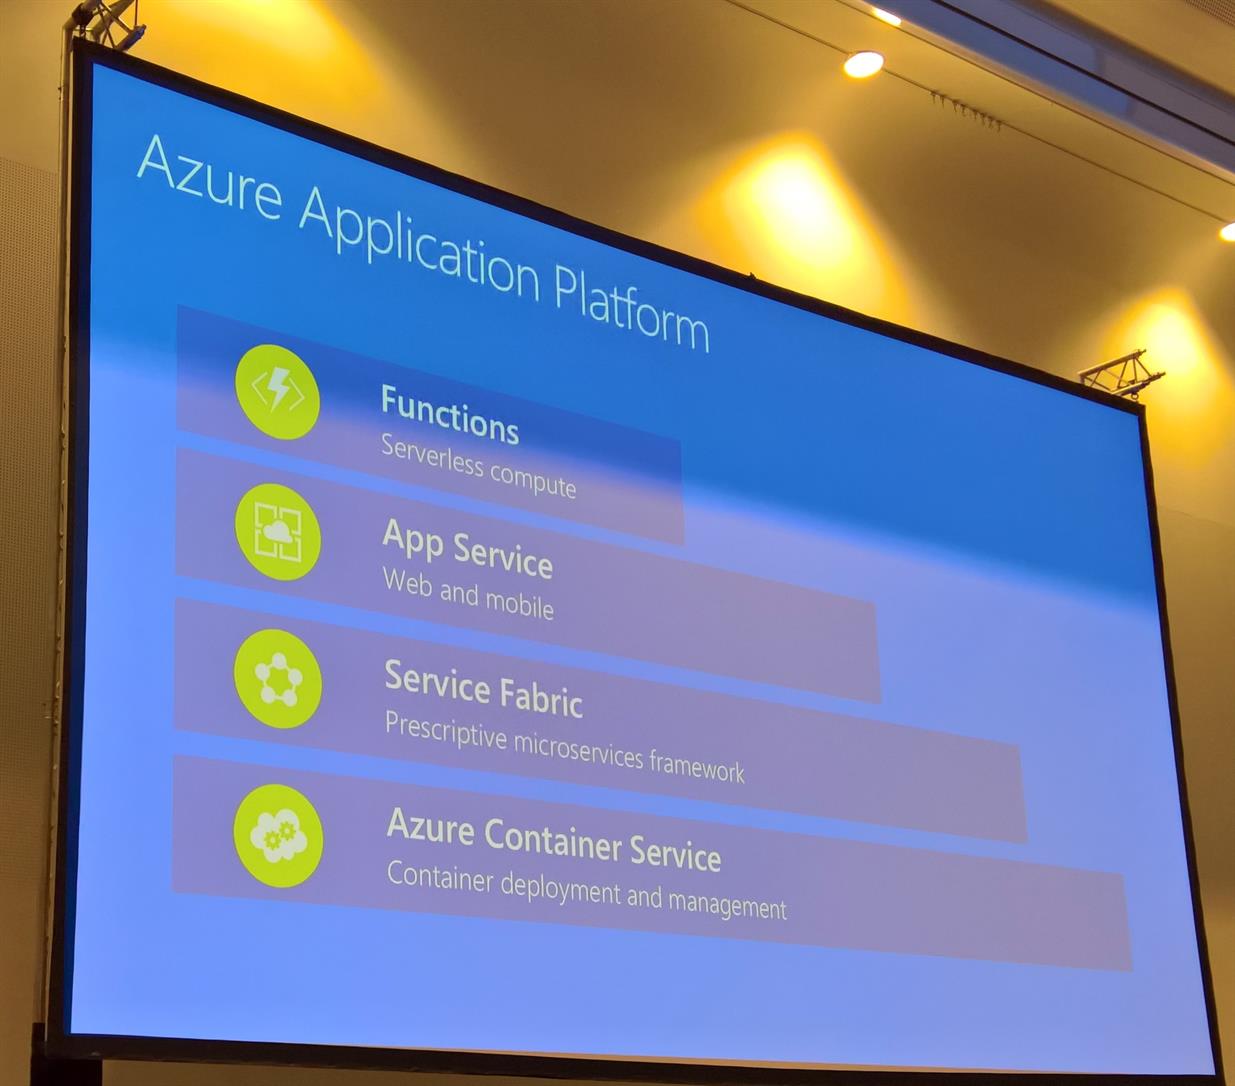 Azure Application Platform
Functions
Serverless compute
App Service
Web and mobile
Service Fabric
Prescriptive microservices framework
Azure Container Service
Container deployment and management